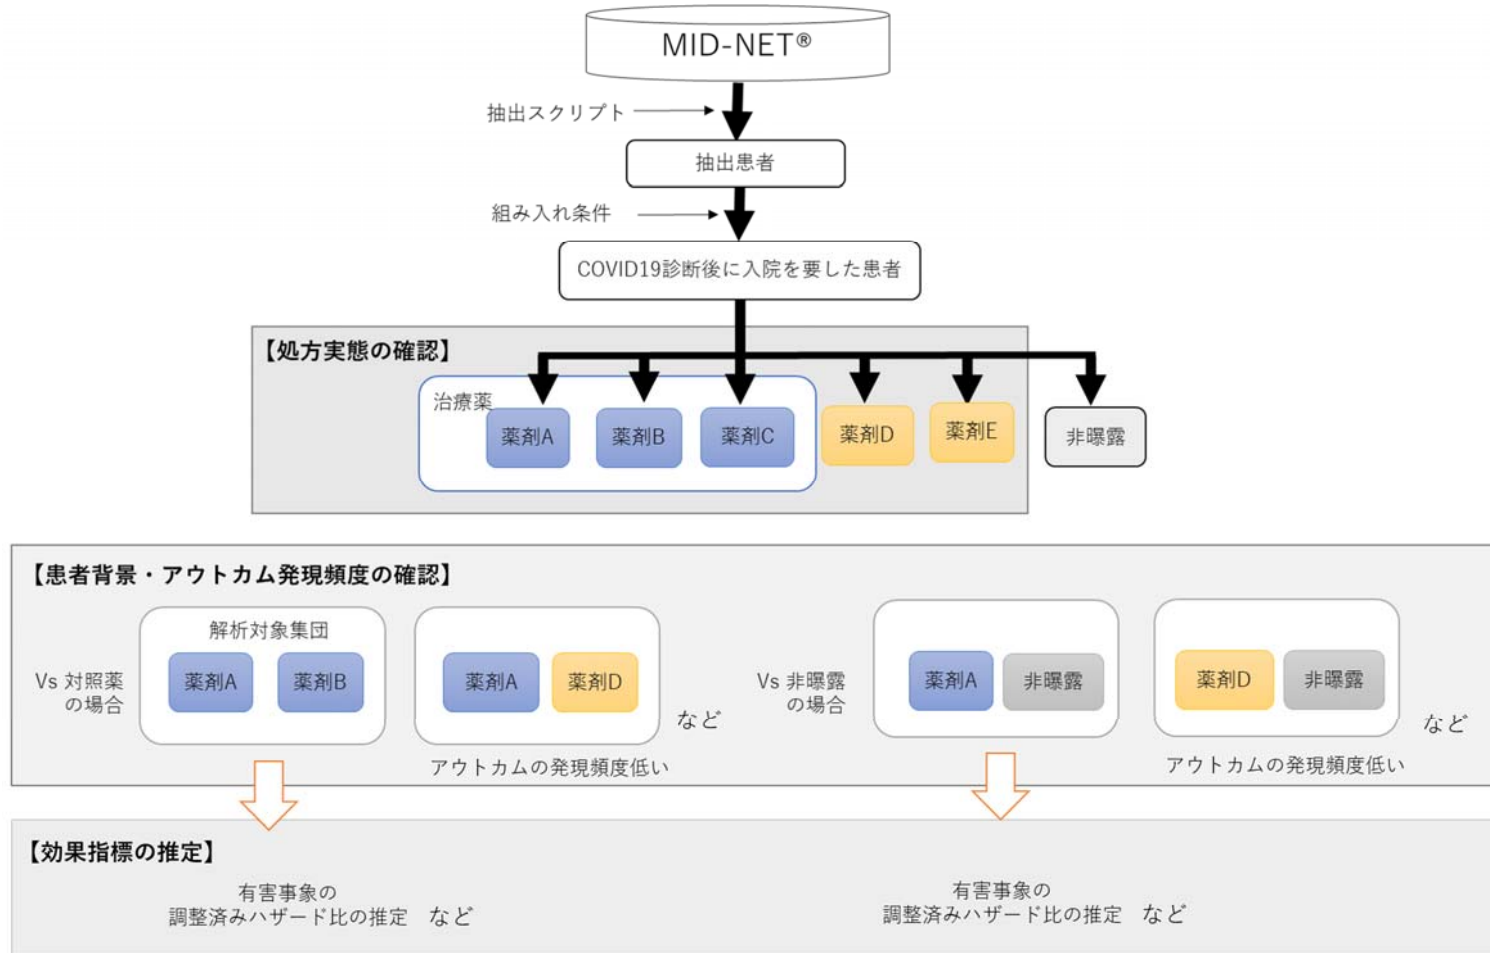 MID-NET®
抽出スクリプト
抽出患者
組み入れ条件
COVID19診断後に入院を要した患者
【処方実態の確認】
治療薬
薬剤A
薬剤B
薬剤C
薬剤D
薬剤E
非曝露
【患者背景・アウトカム発現頻度の確認】
Vs 対照薬
の場合
解析対象集団
薬剤A
薬剤B
薬剤A
薬剤D
など
アウトカムの発現頻度低い
Vs 非曝露
の場合
薬剤A
非曝露
薬剤D
非曝露
など
アウトカムの発現頻度低い
【効果指標の推定】
有害事象の
調整済みハザード比の推定 など
有害事象の
調整済みハザード比の推定 など